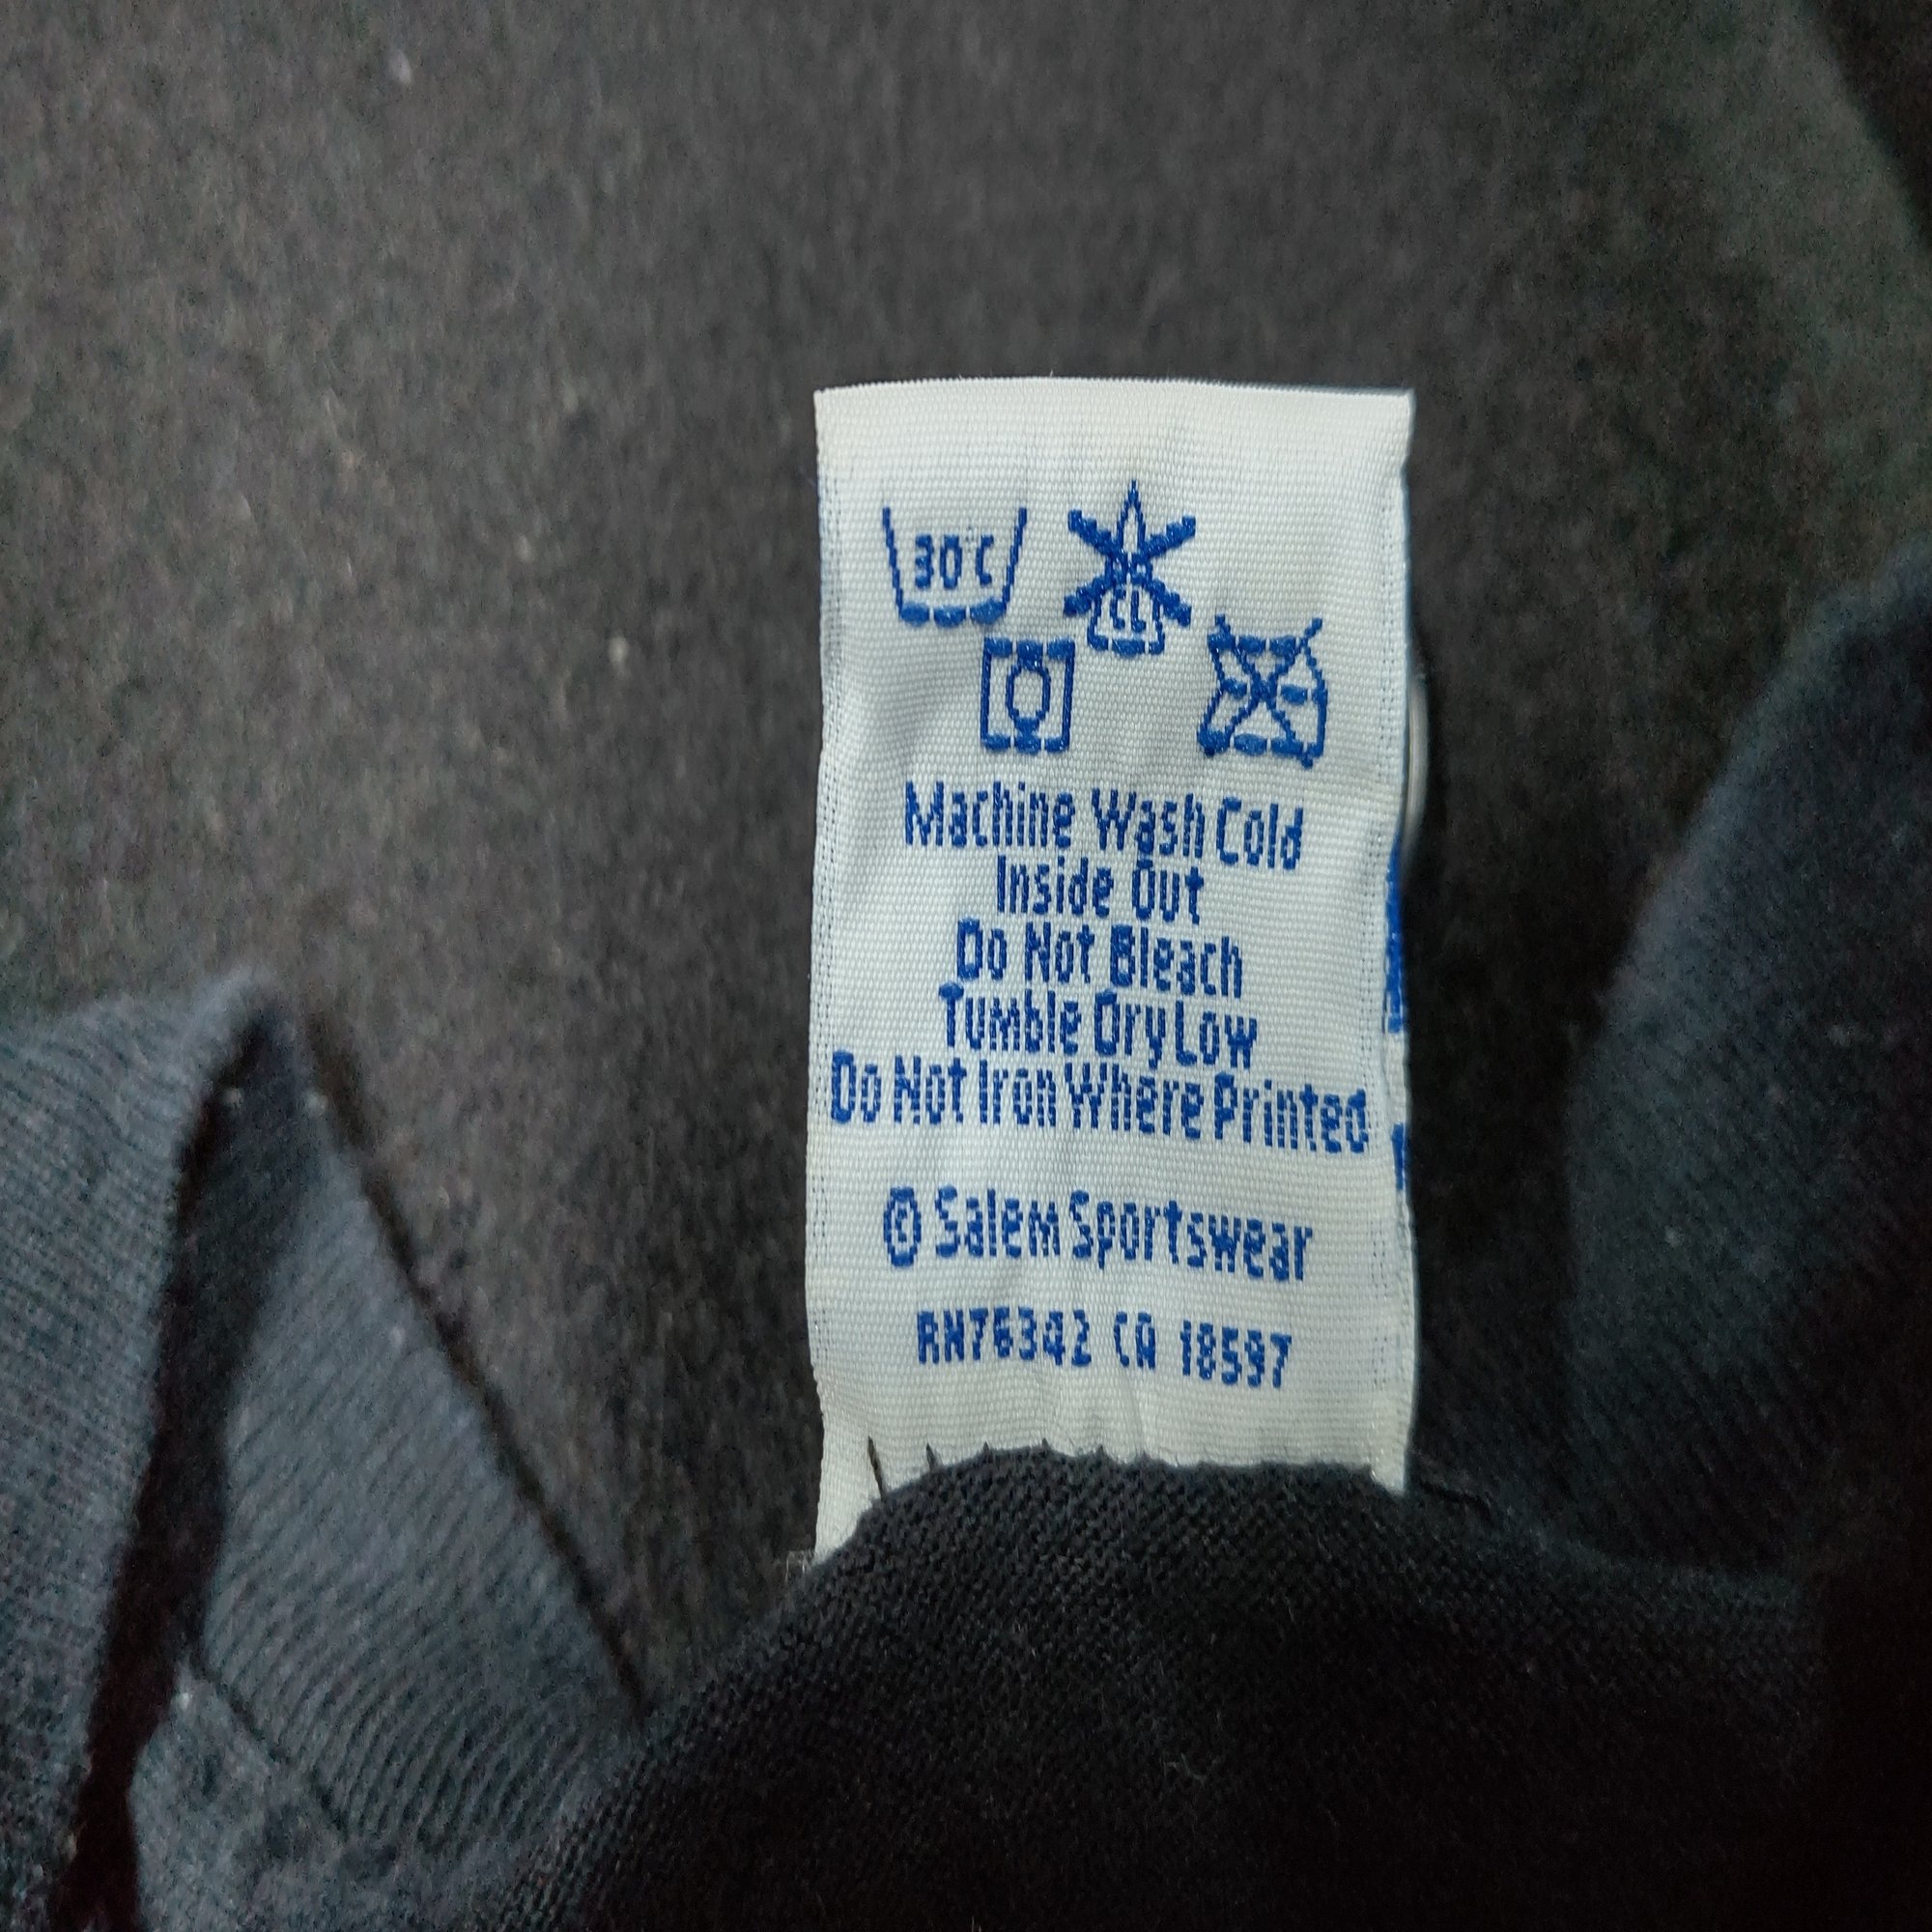 30°C
DO
CL
Machine Wash Cold
Inside Out
Do Not Bleach
Tumble Dry Low
Do Not Iron Where Printed
© Salem Sportswear
RN76342 CA 18597